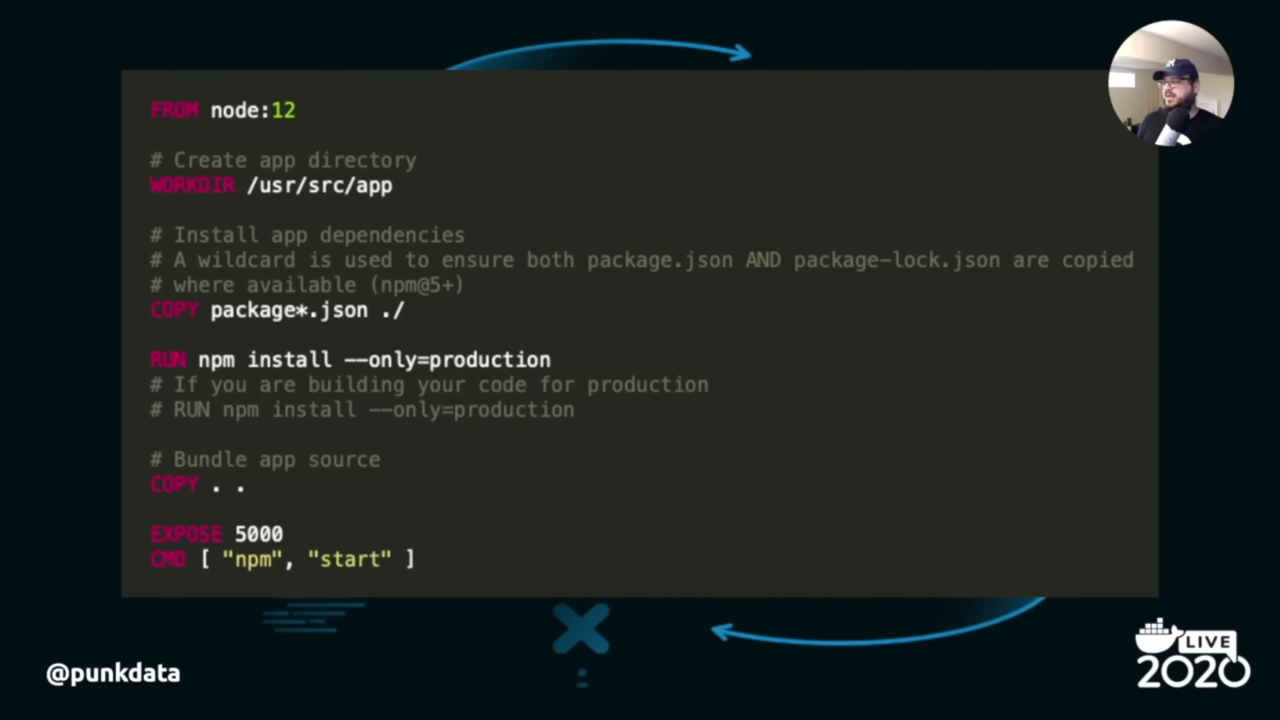 FROM node:12
# Create app directory
WORKDIR /usr/src/app
# Install app dependencies
# A wildcard is used to ensure both package.json AND package-lock.json are copied
# where available (npm@5+)
COPY package*.json ./
RUN npm install --only=production
# If you are building your code for production
# RUN npm install --only=production
# Bundle app source
COPY . .
EXPOSE 5000
CMD [ "npm", "start" ]
@punkdata
LIVE
2020